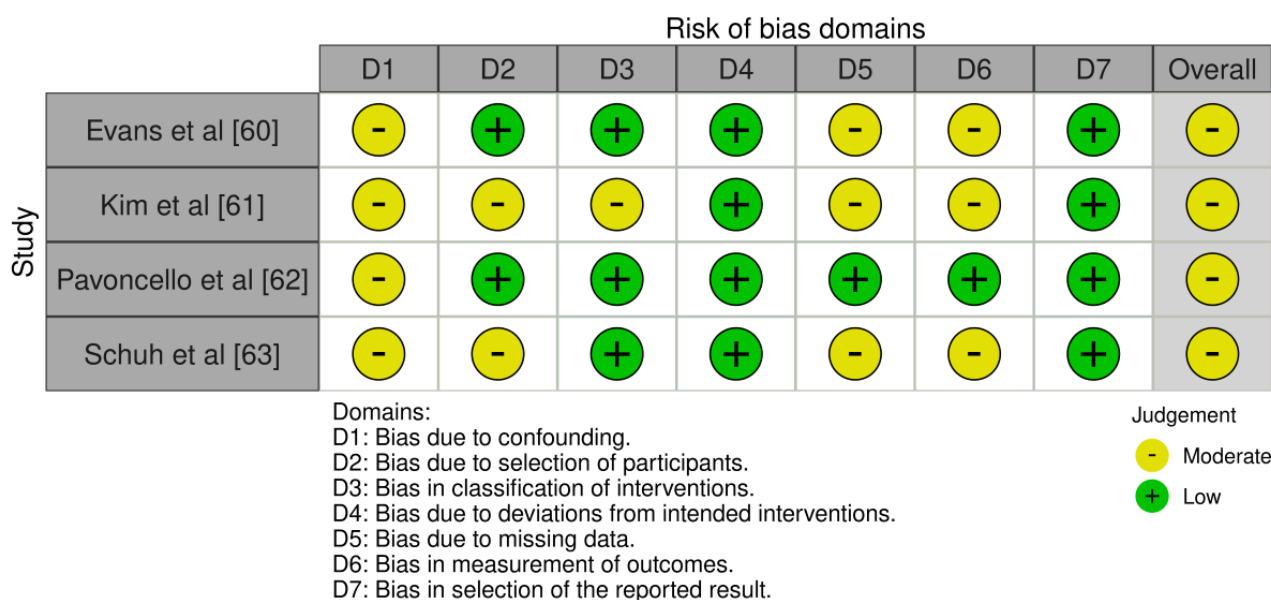 Risk of bias domains
D1 D2 D3 D4 D5 D6 D7 Overall
Study
Evans et al [60] - + + + - - + -
Kim et al [61] - - - + - - + -
Pavoncello et al [62] - + + + + + + -
Schuh et al [63] - - + + - - + -
Domains:
D1: Bias due to confounding.
D2: Bias due to selection of participants.
D3: Bias in classification of interventions.
D4: Bias due to deviations from intended interventions.
D5: Bias due to missing data.
D6: Bias in measurement of outcomes.
D7: Bias in selection of the reported result.
Judgement
- Moderate
+ Low